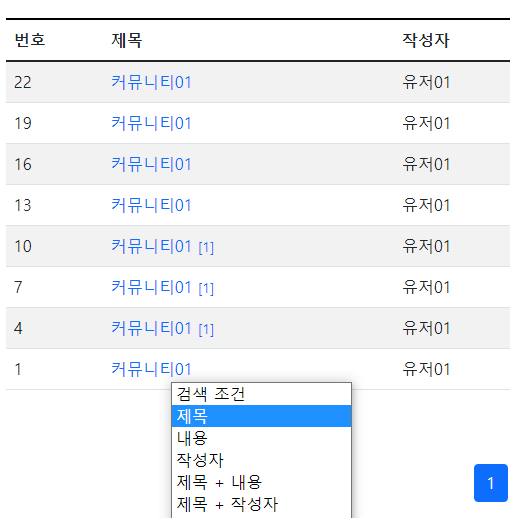 번호 제목 작성자
22 커뮤니티01 유저01
19 커뮤니티01 유저01
16 커뮤니티01 유저01
13 커뮤니티01 유저01
10 커뮤니티01 [1] 유저01
7 커뮤니티01 [1] 유저01
4 커뮤니티01 [1] 유저01
1 커뮤니티01 유저01
검색 조건
제목
내용
작성자
제목 + 내용
제목 + 작성자
1